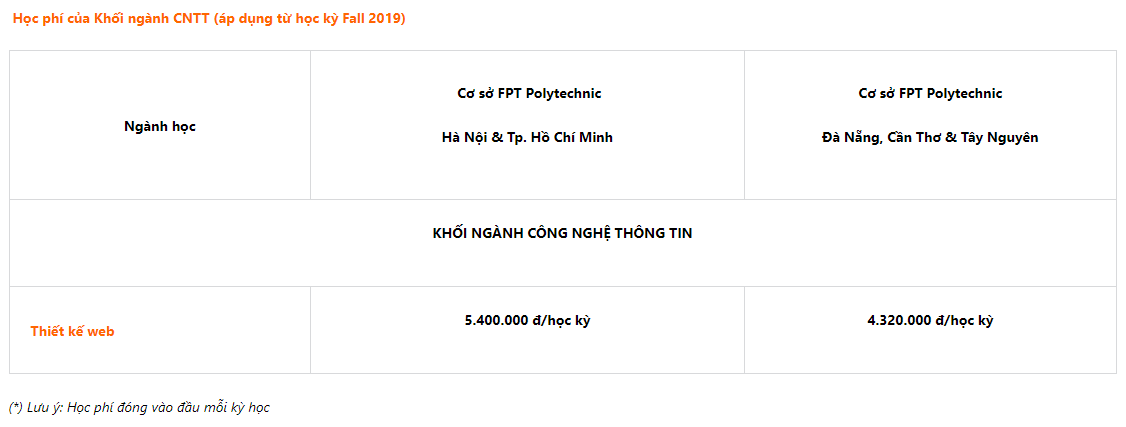 Học phí của Khối ngành CNTT (áp dụng từ học kỳ Fall 2019)
Ngành học
Cơ sở FPT Polytechnic
Hà Nội & Tp. Hồ Chí Minh
Cơ sở FPT Polytechnic
Đà Nẵng, Cần Thơ & Tây Nguyên
KHỐI NGÀNH CÔNG NGHỆ THÔNG TIN
Thiết kế web
5.400.000 đ/học kỳ
4.320.000 đ/học kỳ
(*) Lưu ý: Học phí đóng vào đầu mỗi kỳ học